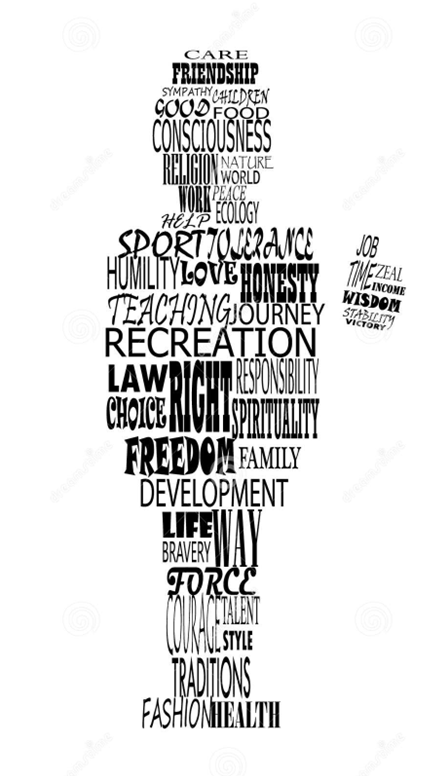 CARE
FRIENDSHIP
SYMPATHY CHILDREN
GOOD FOOD
CONSCIOUSNESS
RELIGION NATURE
WORLD
WORK PEACE
HELP ECOLOGY
SPORT TOLERANCE
HUMILITY LOVE HONESTY
TEACHING JOURNEY
RECREATION
LAW RIGHT RESPONSIBILITY
CHOICE SPIRITUALITY
FREEDOM FAMILY
DEVELOPMENT
LIFE WAY
BRAVERY
FORCE
COURAGE TALENT
STYLE
TRADITIONS
FASHION HEALTH
JOB
TIME ZEAL
INCOME
WISDOM
STABILITY
VICTORY